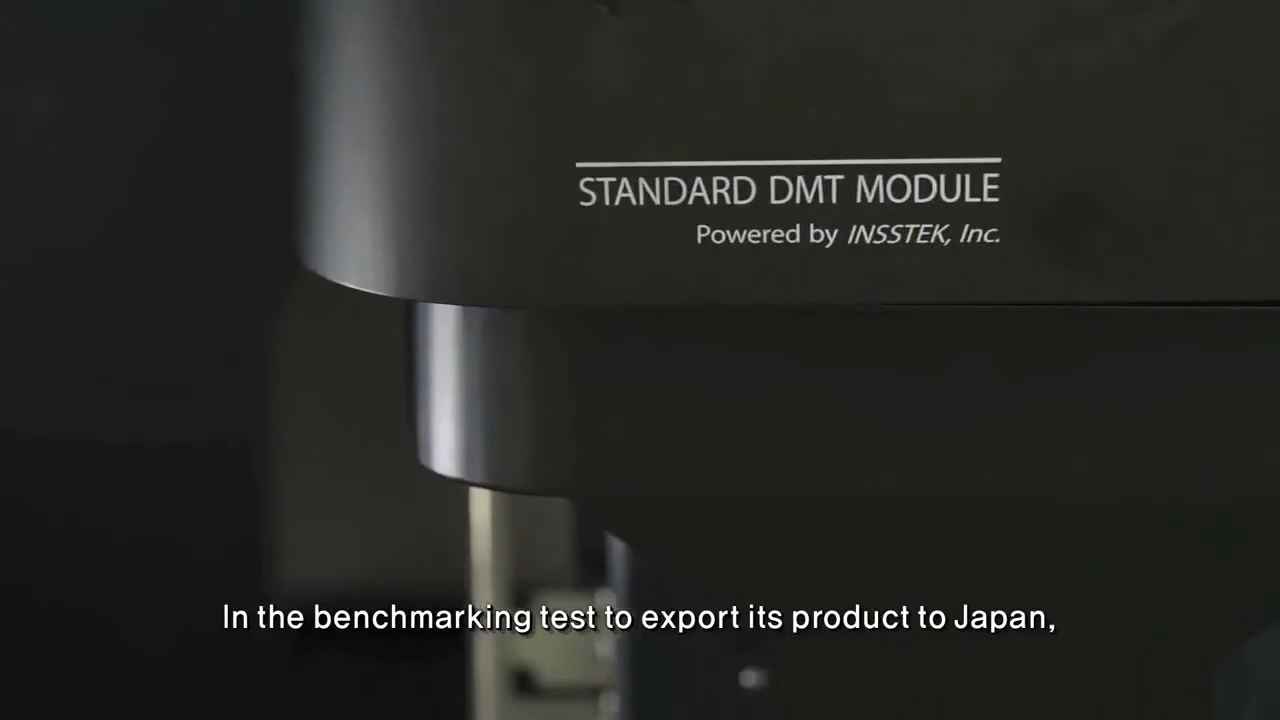 STANDARD DMT MODULE
Powered by INSSTEK, Inc.
In the benchmarking test to export its product to Japan,